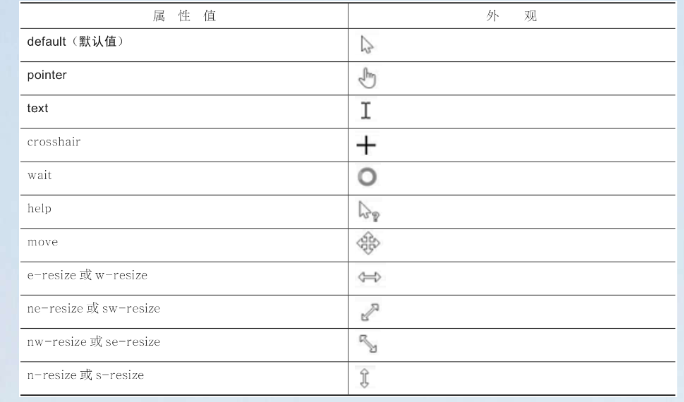 属 性 值 外 观
default（默认值）
pointer
text
crosshair
wait
help
move
e-resize 或 w-resize
ne-resize 或 sw-resize
nw-resize 或 se-resize
n-resize 或 s-resize